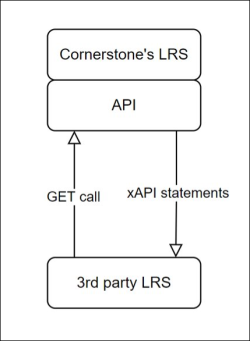 Cornerstone's LRS
API
GET call
xAPI statements
3rd party LRS